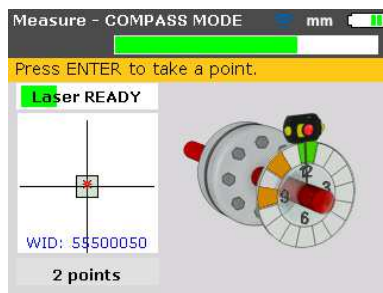 Measure - COMPASS MODE mm
Press ENTER to take a point.
Laser READY
12
3
9
6
WID: 55500050
2 points